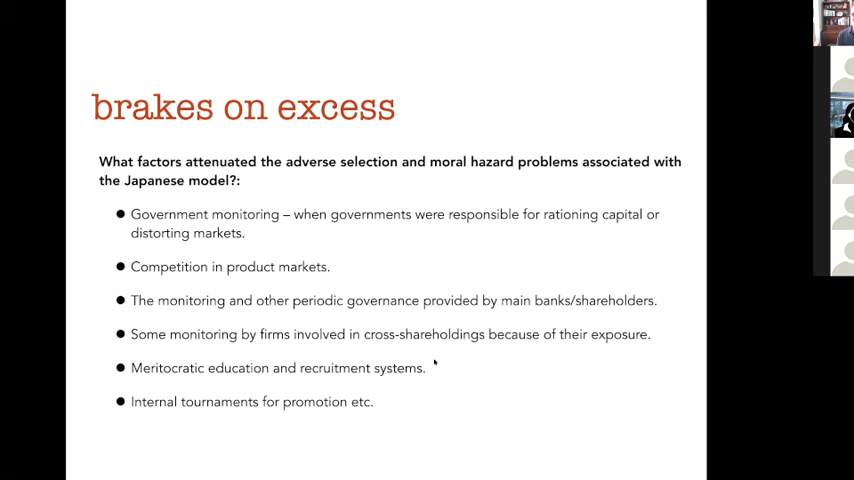 brakes on excess
What factors attenuated the adverse selection and moral hazard problems associated with
the Japanese model?:
● Government monitoring – when governments were responsible for rationing capital or
distorting markets.
● Competition in product markets.
● The monitoring and other periodic governance provided by main banks/shareholders.
● Some monitoring by firms involved in cross-shareholdings because of their exposure.
● Meritocratic education and recruitment systems.
● Internal tournaments for promotion etc.